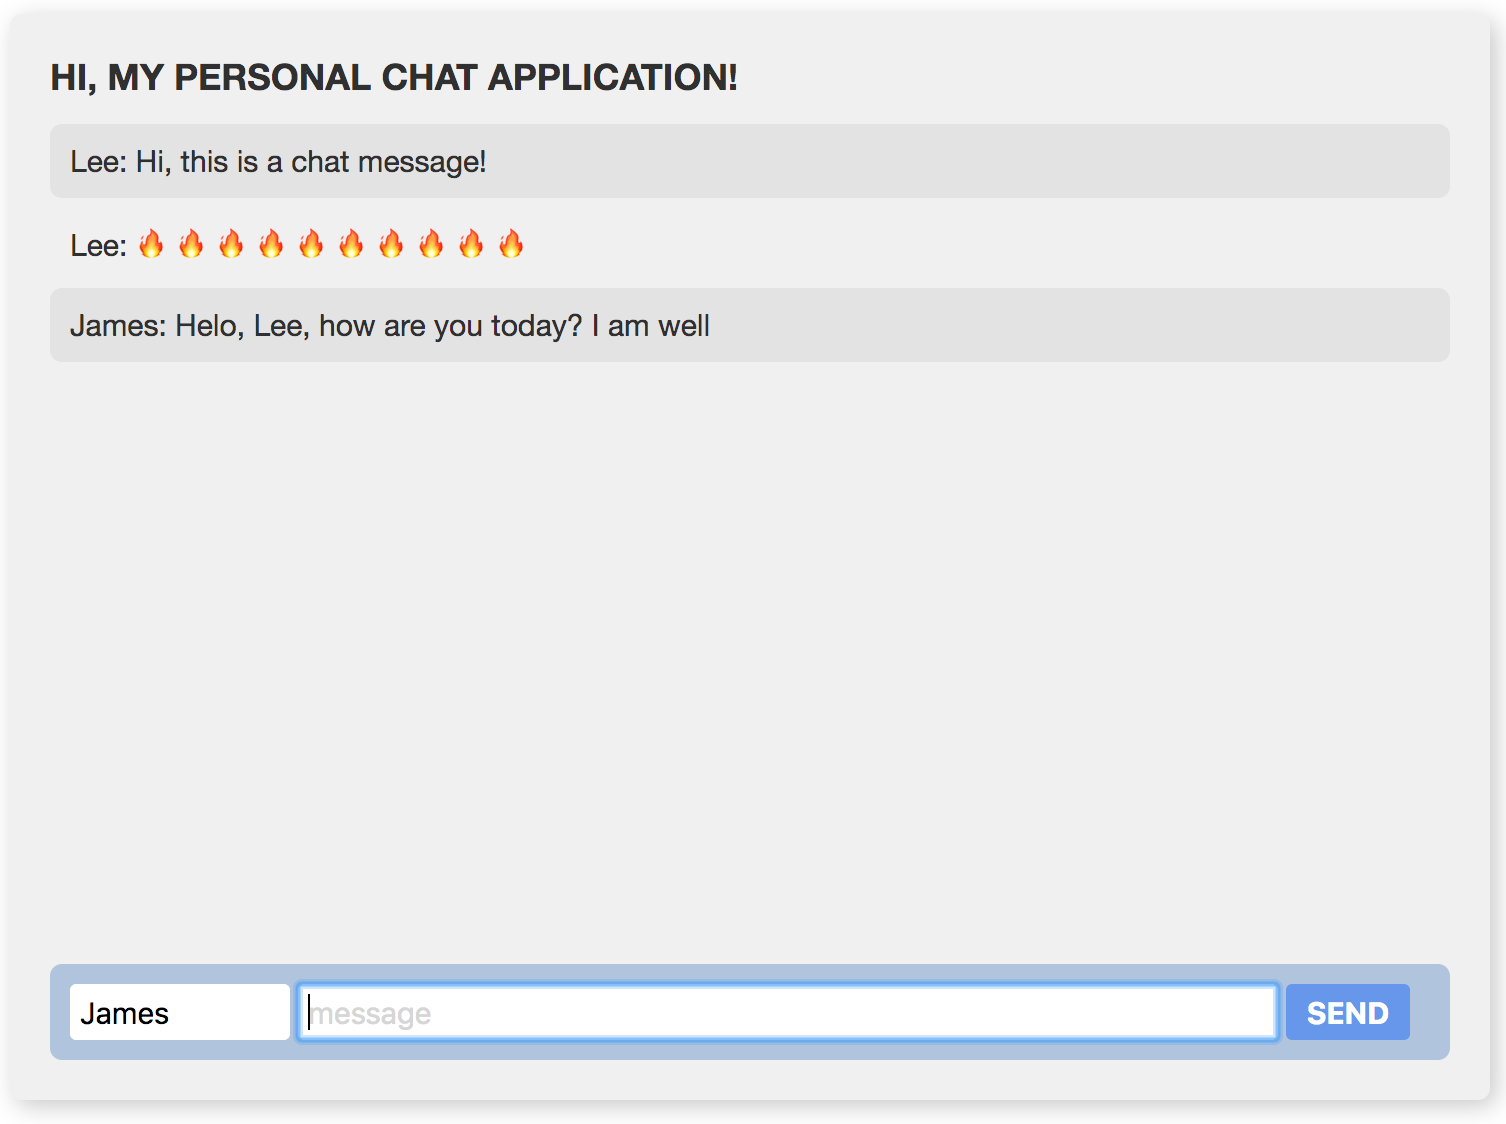 HI, MY PERSONAL CHAT APPLICATION!
Lee: Hi, this is a chat message!
Lee: 🔥 🔥 🔥 🔥 🔥 🔥 🔥 🔥 🔥 🔥
James: Helo, Lee, how are you today? I am well
James message SEND